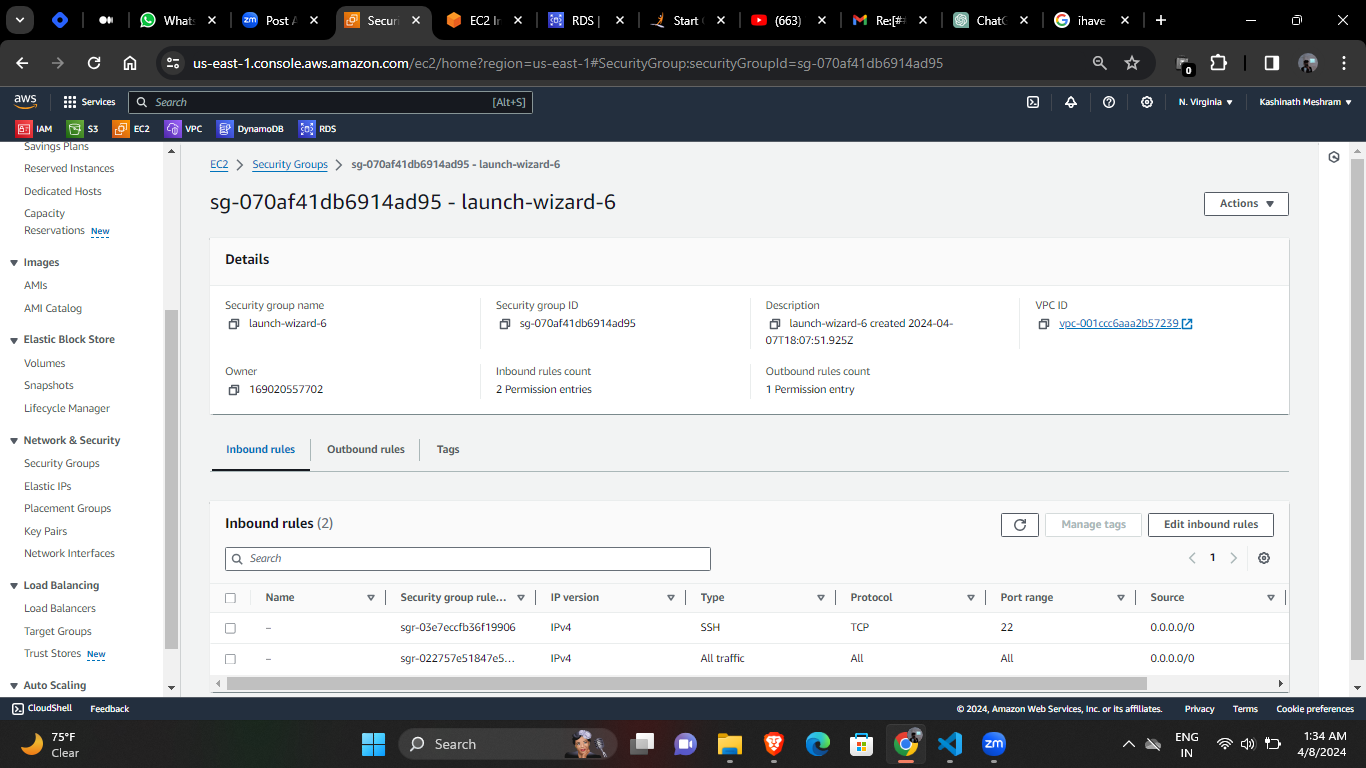 Whats
Post A
Securi
EC2 In
RDS |
Start
(663)
Re:[##
ChatG
ihave
us-east-1.console.aws.amazon.com/ec2/home?region=us-east-1#SecurityGroup:securityGroupId=sg-070af41db6914ad95
0
aws
Services
Search
[Alt+S]
N. Virginia
Kashinath Meshram
IAM
S3
EC2
VPC
DynamoDB
RDS
Savings Plans
Reserved Instances
Dedicated Hosts
Capacity
Reservations New
Images
AMIs
AMI Catalog
Elastic Block Store
Volumes
Snapshots
Lifecycle Manager
Network & Security
Security Groups
Elastic IPs
Placement Groups
Key Pairs
Network Interfaces
Load Balancing
Load Balancers
Target Groups
Trust Stores New
Auto Scaling
EC2 > Security Groups > sg-070af41db6914ad95 - launch-wizard-6
sg-070af41db6914ad95 - launch-wizard-6
Actions
Details
Security group name
launch-wizard-6
Security group ID
sg-070af41db6914ad95
Description
launch-wizard-6 created 2024-04-
07T18:07:51.925Z
VPC ID
vpc-001ccc6aaa2b57239
Owner
169020557702
Inbound rules count
2 Permission entries
Outbound rules count
1 Permission entry
Inbound rules
Outbound rules
Tags
Inbound rules (2)
Manage tags
Edit inbound rules
Search
1
Name Security group rule... IP version Type Protocol Port range Source
– sgr-03e7eccfb36f19906 IPv4 SSH TCP 22 0.0.0.0/0
– sgr-022757e51847e5... IPv4 All traffic All All 0.0.0.0/0
CloudShell
Feedback
© 2024, Amazon Web Services, Inc. or its affiliates.
Privacy
Terms
Cookie preferences
75°F
Clear
Search
zm
ENG
IN
1:34 AM
4/8/2024